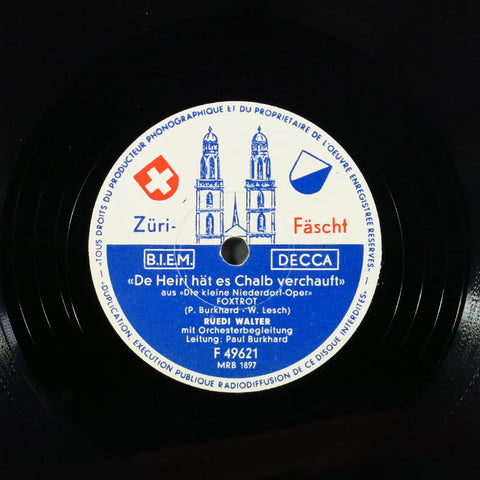 «TOUS DROITS DU PRODUCTEUR PHONOGRAPHIQUE ET DU PROPRIETAIRE DE L'OEUVRE ENREGISTREE RESERVES»
Züri-
Fäscht
B.I.E.M.
DECCA
«De Heiri hät es Chalb verchauft»
aus «Die kleine Niederdorf-Oper»
FOXTROT
(P. Burkhard - W. Lesch)
RUEDI WALTER
mit Orchesterbegleitung
Leitung: Paul Burkhard
F 49621
MRB 1897
«DUPLICATION, EXECUTION PUBLIQUE RADIODIFFUSION DE CE DISQUE INTERDITES»